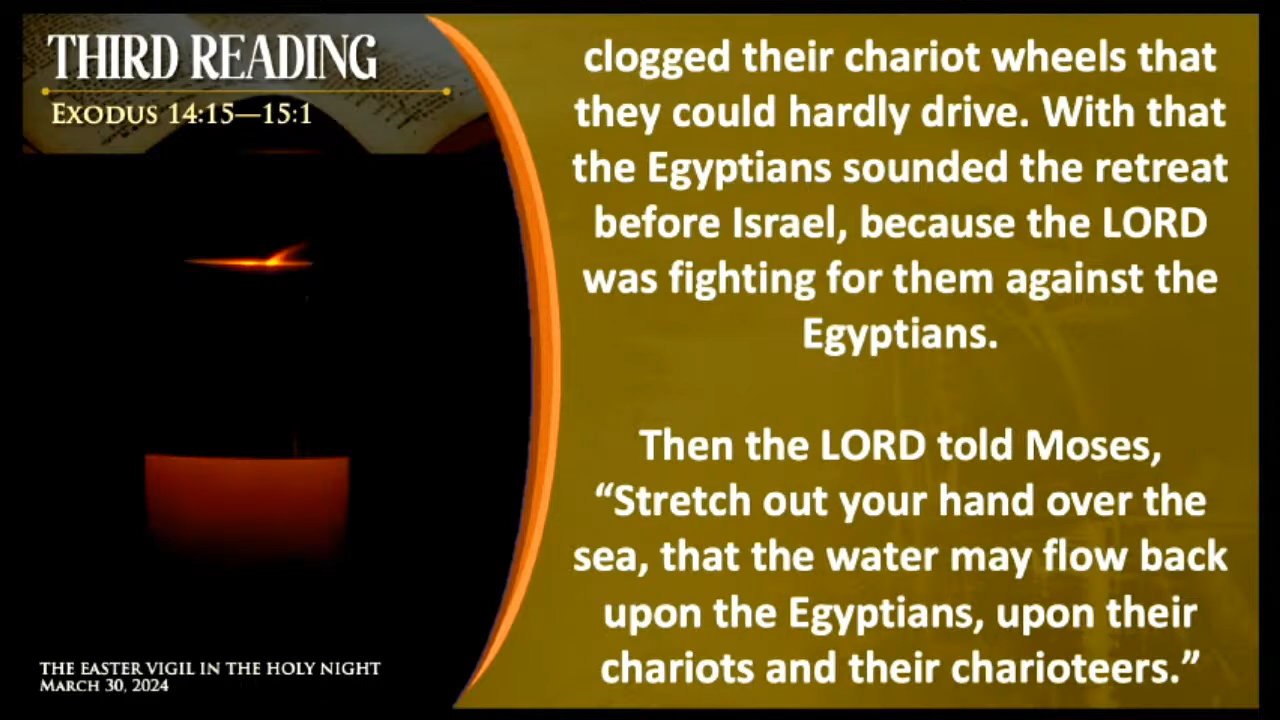 THIRD READING
EXODUS 14:15—15:1
clogged their chariot wheels that
they could hardly drive. With that
the Egyptians sounded the retreat
before Israel, because the LORD
was fighting for them against the
Egyptians.
Then the LORD told Moses,
“Stretch out your hand over the
sea, that the water may flow back
upon the Egyptians, upon their
chariots and their charioteers.”
THE EASTER VIGIL IN THE HOLY NIGHT
MARCH 30, 2024